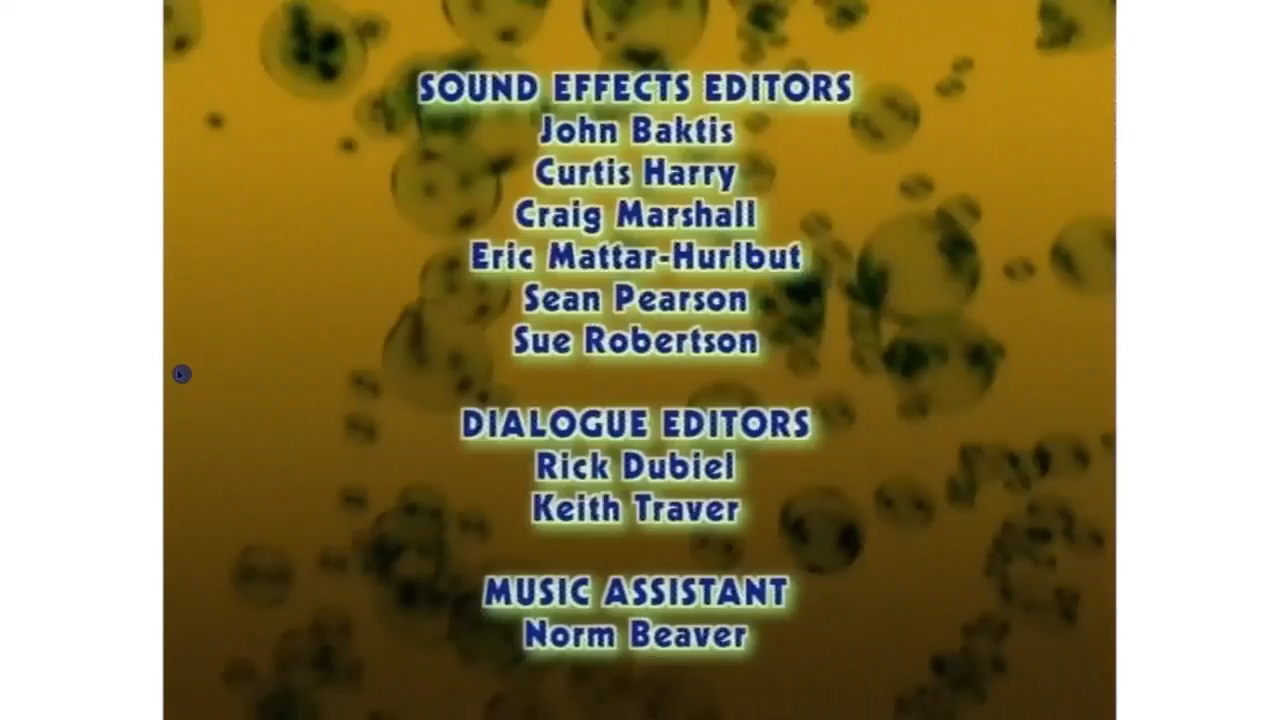 SOUND EFFECTS EDITORS
John Baktis
Curtis Harry
Craig Marshall
Eric Mattar-Hurlbut
Sean Pearson
Sue Robertson
DIALOGUE EDITORS
Rick Dubiel
Keith Traver
MUSIC ASSISTANT
Norm Beaver